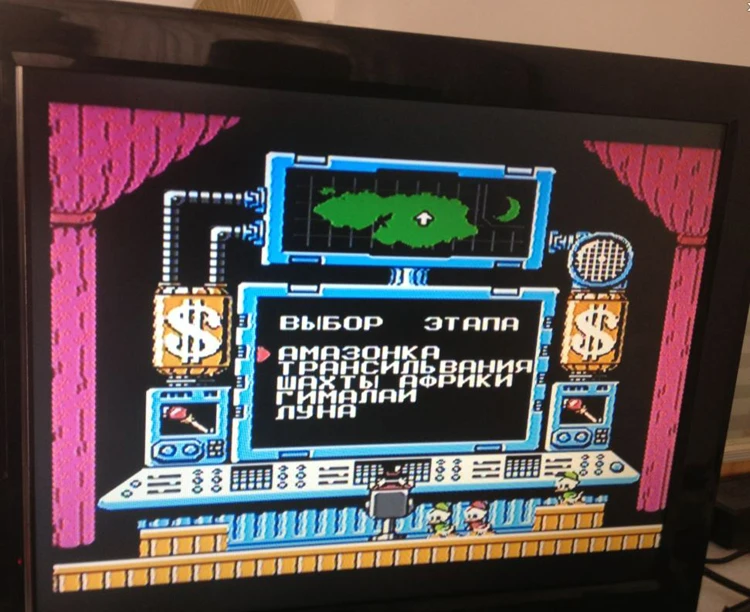 ВЫБОР ЭТАПА
АМАЗОНКА
ТРАНСИЛЬВАНИЯ
ШАХТЫ АФРИКИ
ГИМАЛАИ
ЛУНА
$ $